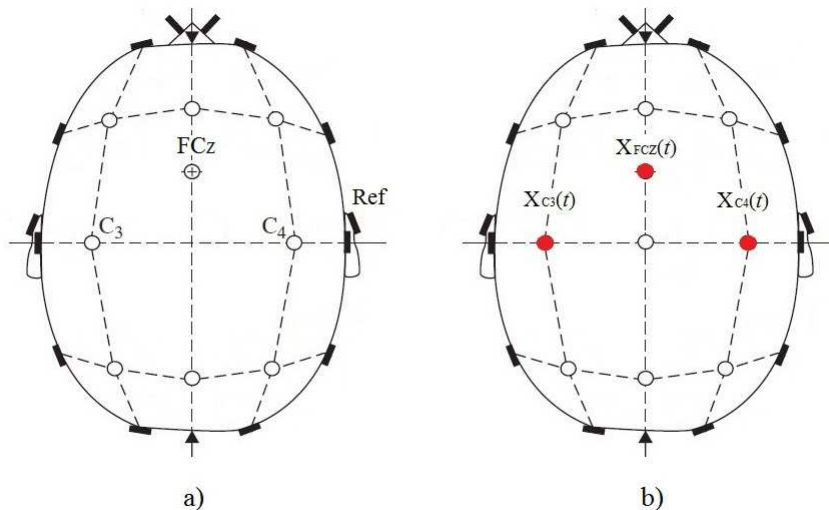 FCz
Ref
C3
C4
a)
XFCZ(t)
XC3(t)
XC4(t)
b)